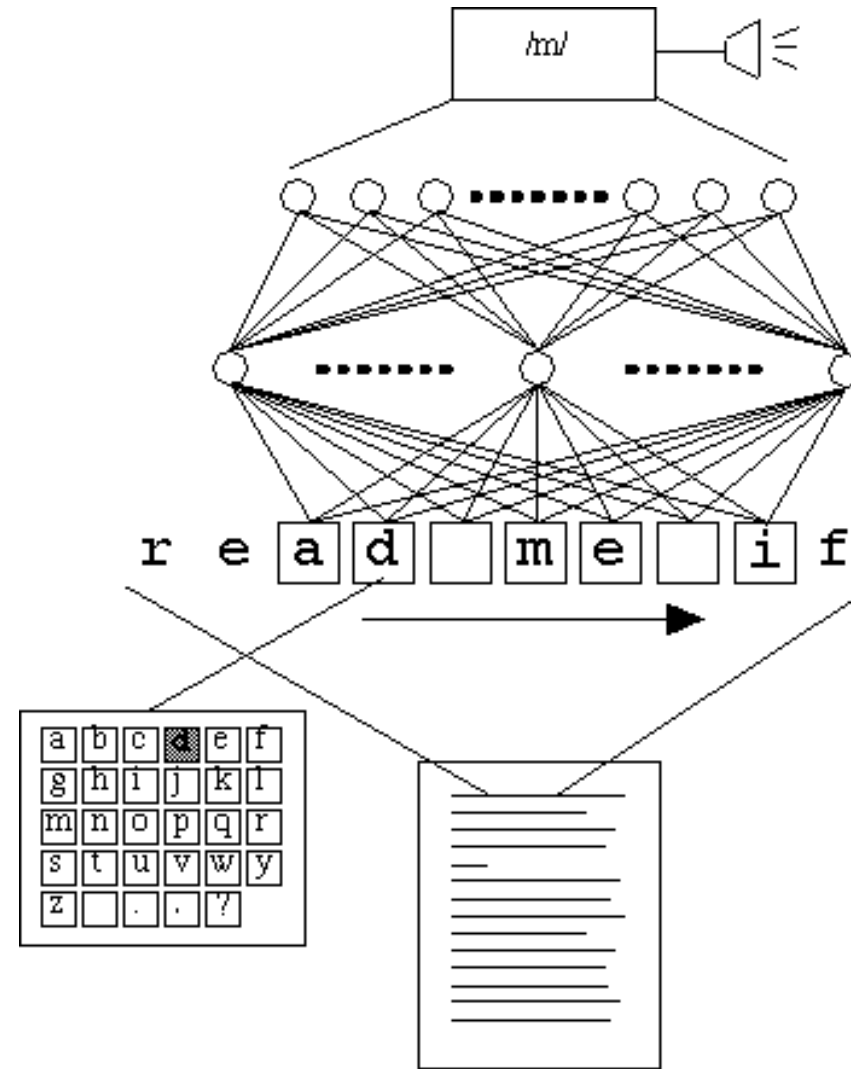 /m/
r e a d m e i f
a b c d e f
g h i j k l
m n o p q r
s t u v w y
z . , ?